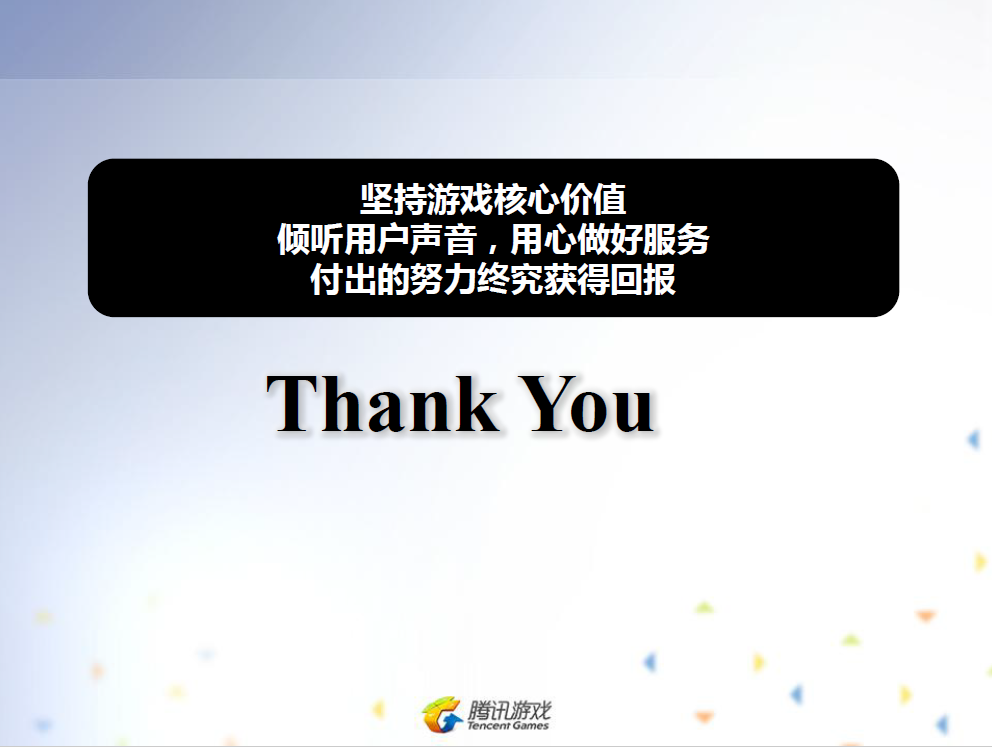 坚持游戏核心价值
倾听用户声音，用心做好服务
付出的努力终究获得回报
Thank You
腾讯游戏
Tencent Games